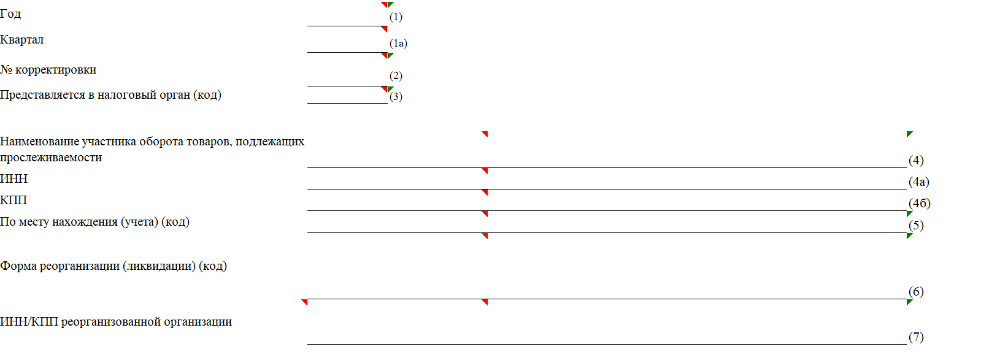 Год (1)
Квартал (1а)
№ корректировки (2)
Представляется в налоговый орган (код) (3)
Наименование участника оборота товаров, подлежащих
прослеживаемости (4)
ИНН (4а)
КПП (4б)
По месту нахождения (учета) (код) (5)
Форма реорганизации (ликвидации) (код)
(6)
ИНН/КПП реорганизованной организации
(7)